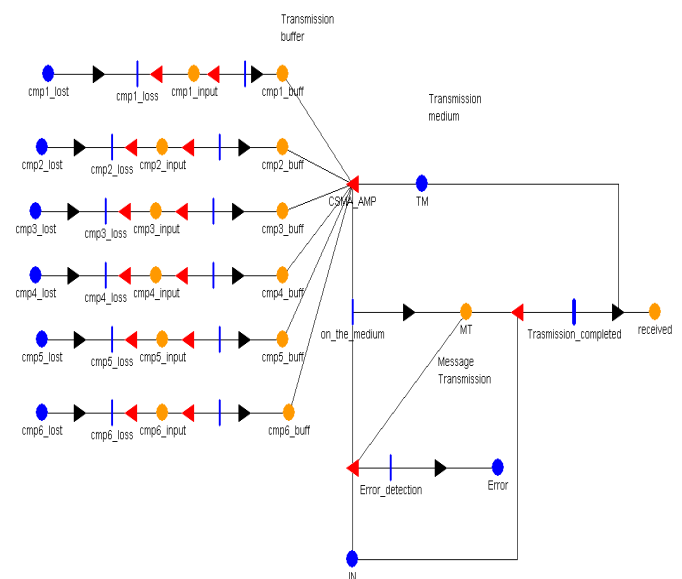 Transmission
buffer
cmp1_lost
cmp1_loss
cmp1_input
cmp1_buff
Transmission
medium
cmp2_lost
cmp2_loss
cmp2_input
cmp2_buff
CSMA_AMP
TM
cmp3_lost
cmp3_loss
cmp3_input
cmp3_buff
cmp4_lost
cmp4_loss
cmp4_input
cmp4_buff
on_the_medium
MT
Trasmission_completed
received
cmp5_lost
cmp5_loss
cmp5_input
cmp5_buff
Message
Transmission
cmp6_lost
cmp6_loss
cmp6_input
cmp6_buff
Error_detection
Error
IN